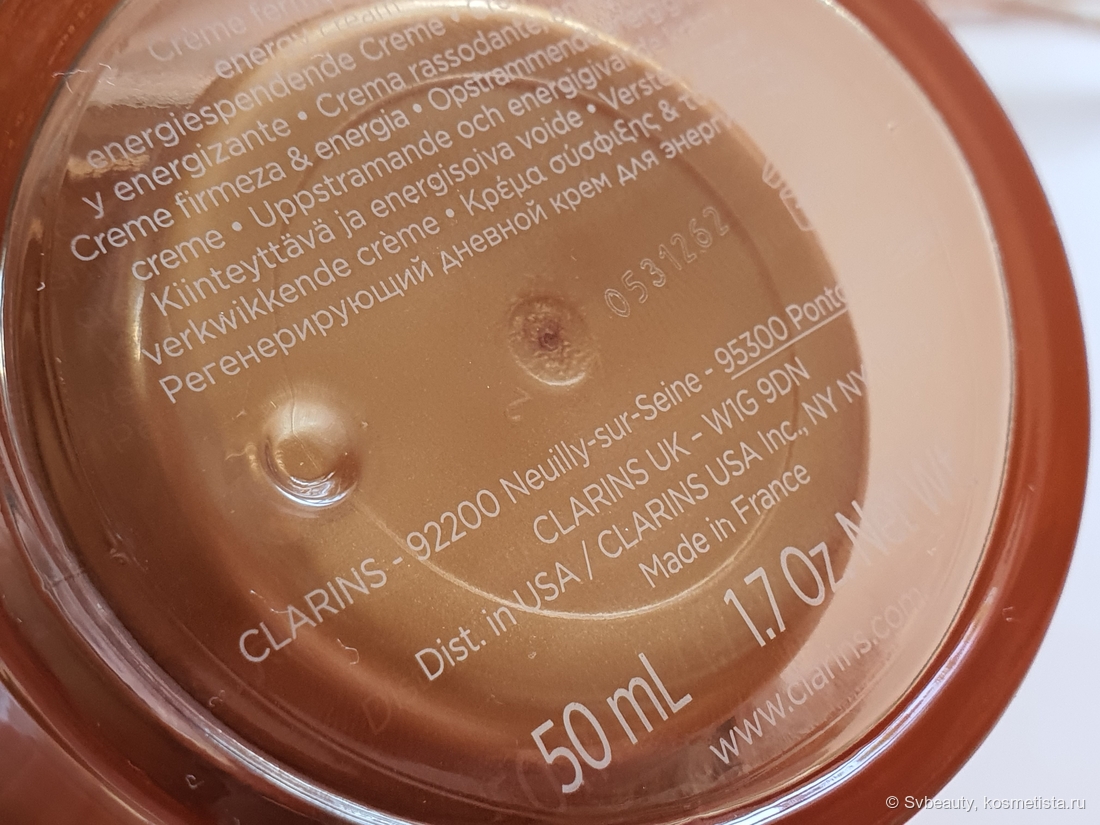 Crème
energy cream
energiespendende Creme •
y energizante • Crema rassodante
Creme firmeza & energia • Opstrammende
creme • Uppstramande och energigivande
Kiinteyttävä ja energisoiva voide •
verkwikkende crème • Κρέμα σύσφιξης &
Регенерирующий дневной крем для
0531262
CLARINS - 92200 Neuilly-sur-Seine - 95300
CLARINS UK - W1G 9DN
Dist. in USA / CLARINS USA Inc., NY NY
Made in France
50 mL 1.7 Oz. Net Wt.
www.clarins.com
© Svbeauty, kosmetista.ru